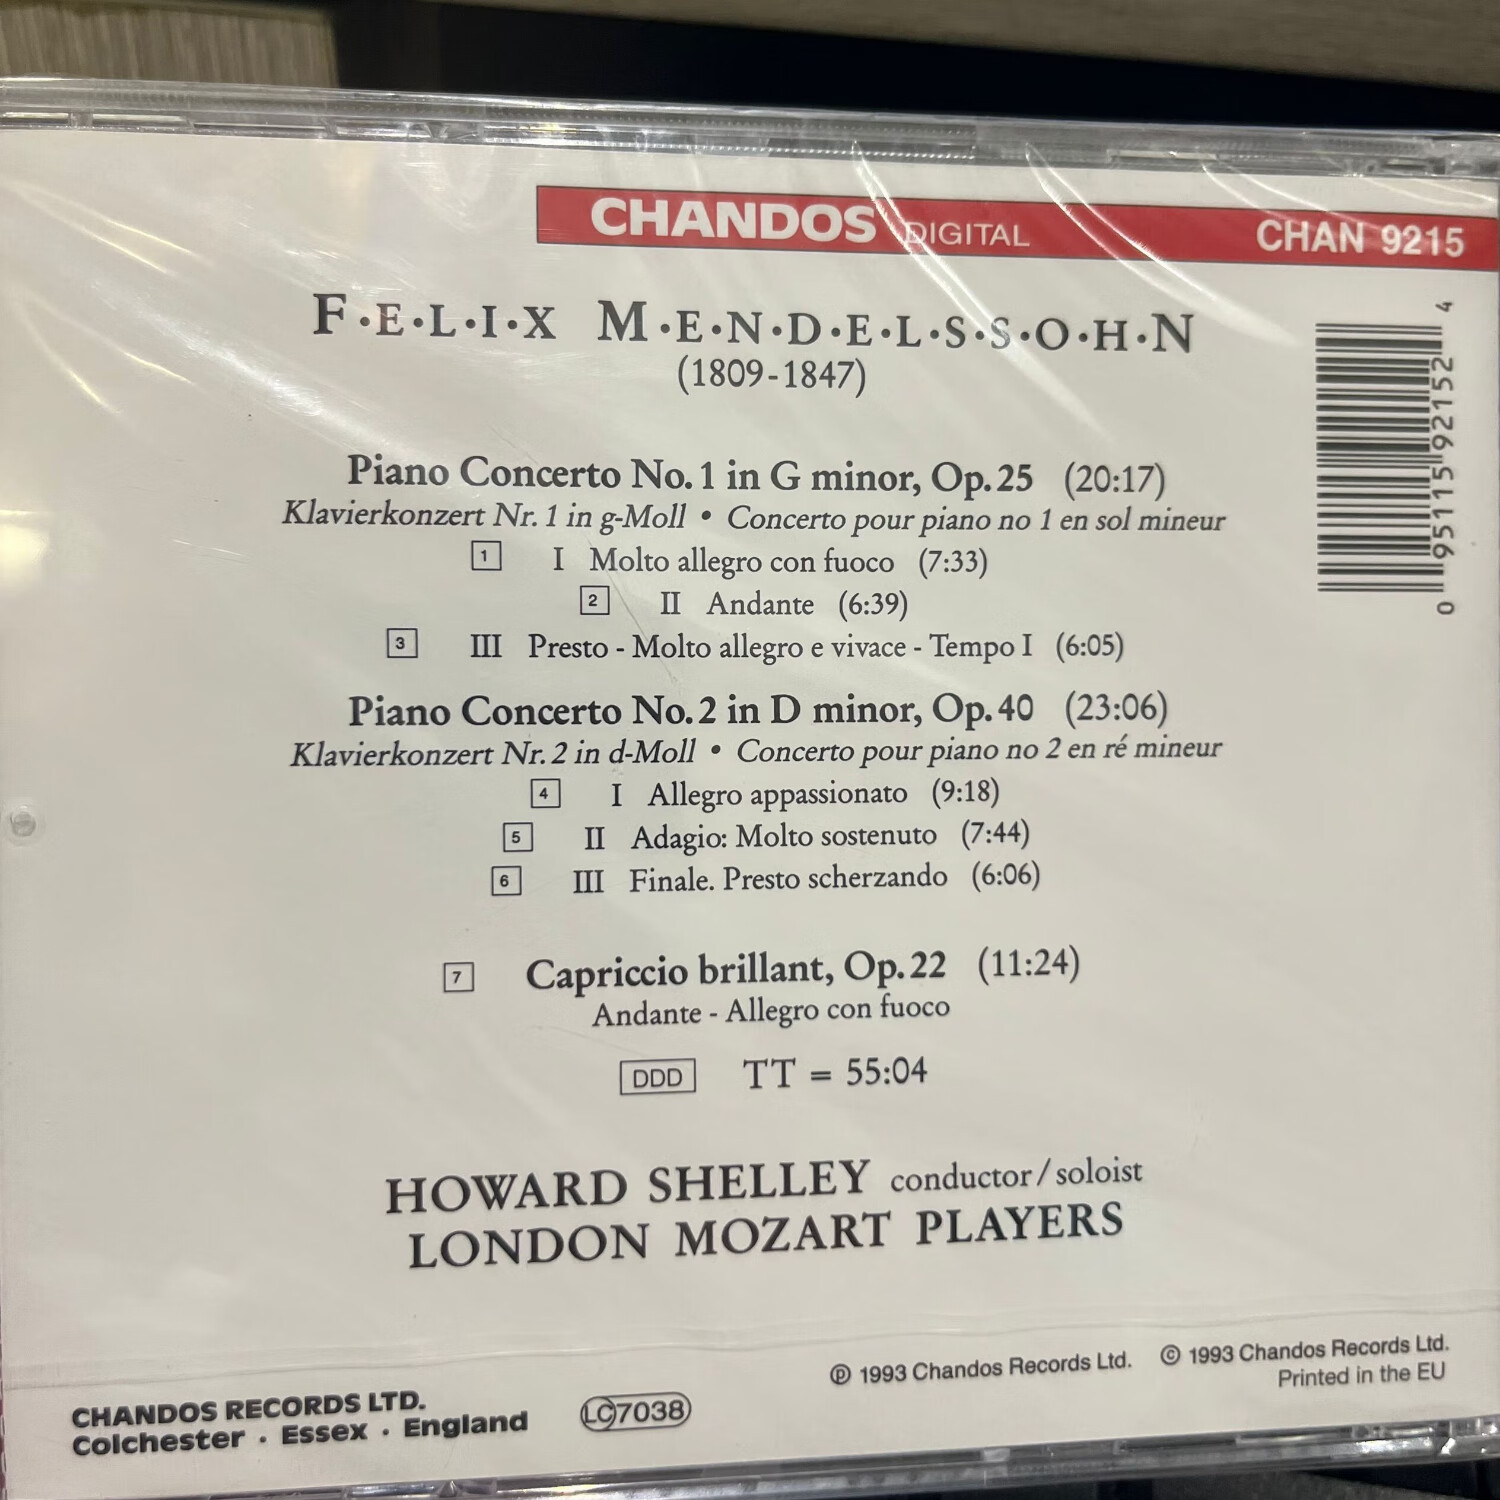 CHANDOS DIGITAL CHAN 9215
F·E·L·I·X M·E·N·D·E·L·S·S·O·H·N
(1809-1847)
0 95115 92152 4
Piano Concerto No. 1 in G minor, Op. 25 (20:17)
Klavierkonzert Nr. 1 in g-Moll • Concerto pour piano no 1 en sol mineur
1 I Molto allegro con fuoco (7:33)
2 II Andante (6:39)
3 III Presto - Molto allegro e vivace - Tempo I (6:05)
Piano Concerto No. 2 in D minor, Op. 40 (23:06)
Klavierkonzert Nr. 2 in d-Moll • Concerto pour piano no 2 en ré mineur
4 I Allegro appassionato (9:18)
5 II Adagio: Molto sostenuto (7:44)
6 III Finale. Presto scherzando (6:06)
7 Capriccio brillant, Op. 22 (11:24)
Andante - Allegro con fuoco
DDD TT = 55:04
HOWARD SHELLEY conductor/soloist
LONDON MOZART PLAYERS
℗ 1993 Chandos Records Ltd. © 1993 Chandos Records Ltd.
Printed in the EU
CHANDOS RECORDS LTD.
Colchester · Essex · England
LC7038